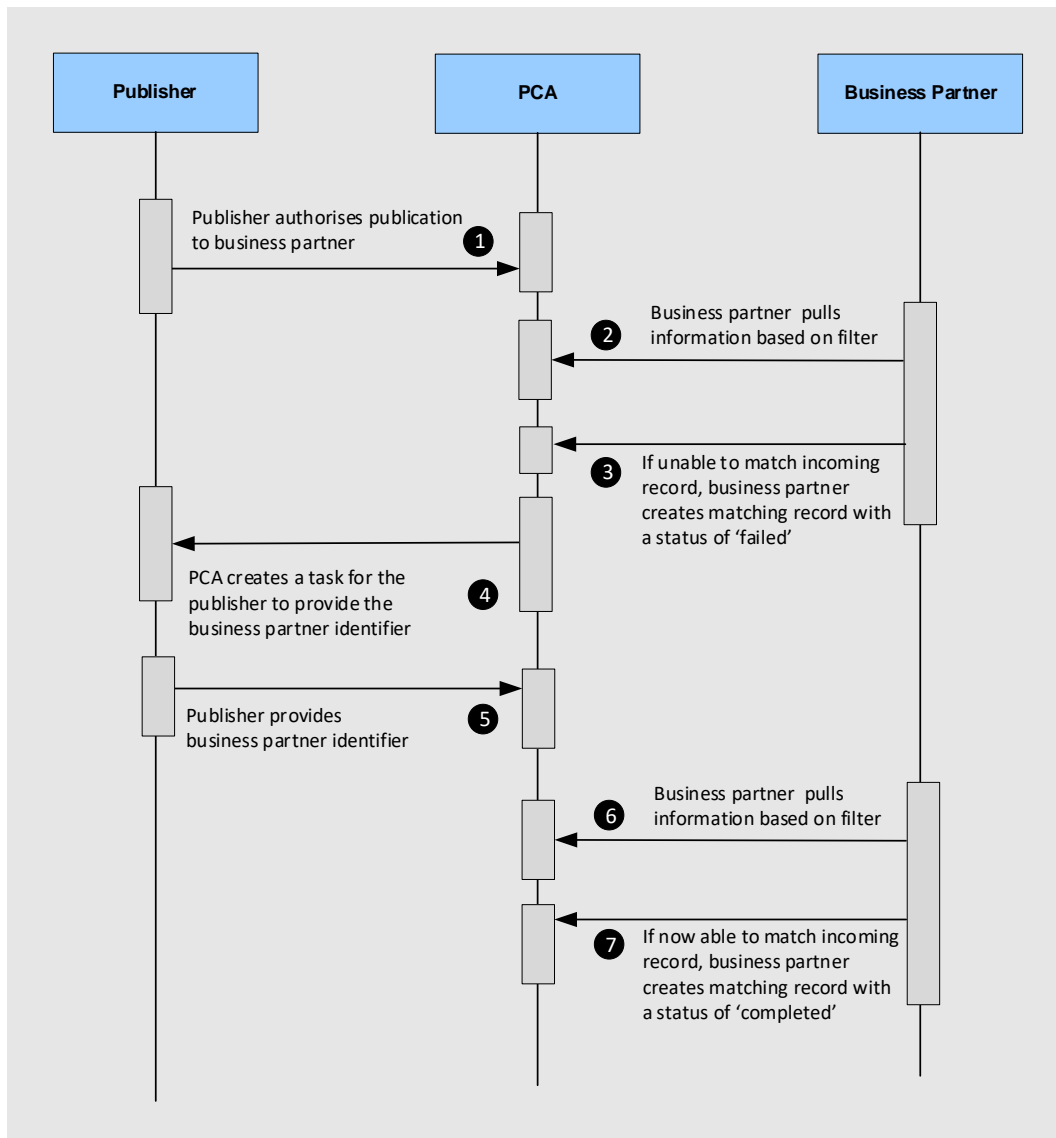 Publisher
PCA
Business Partner
Publisher authorises publication
to business partner
1
Business partner pulls
information based on filter
2
3
If unable to match incoming
record, business partner
creates matching record with
a status of ‘failed’
PCA creates a task for the
publisher to provide the
business partner identifier
4
Publisher provides
business partner identifier
5
Business partner pulls
information based on filter
6
7
If now able to match incoming
record, business partner
creates matching record with
a status of ‘completed’